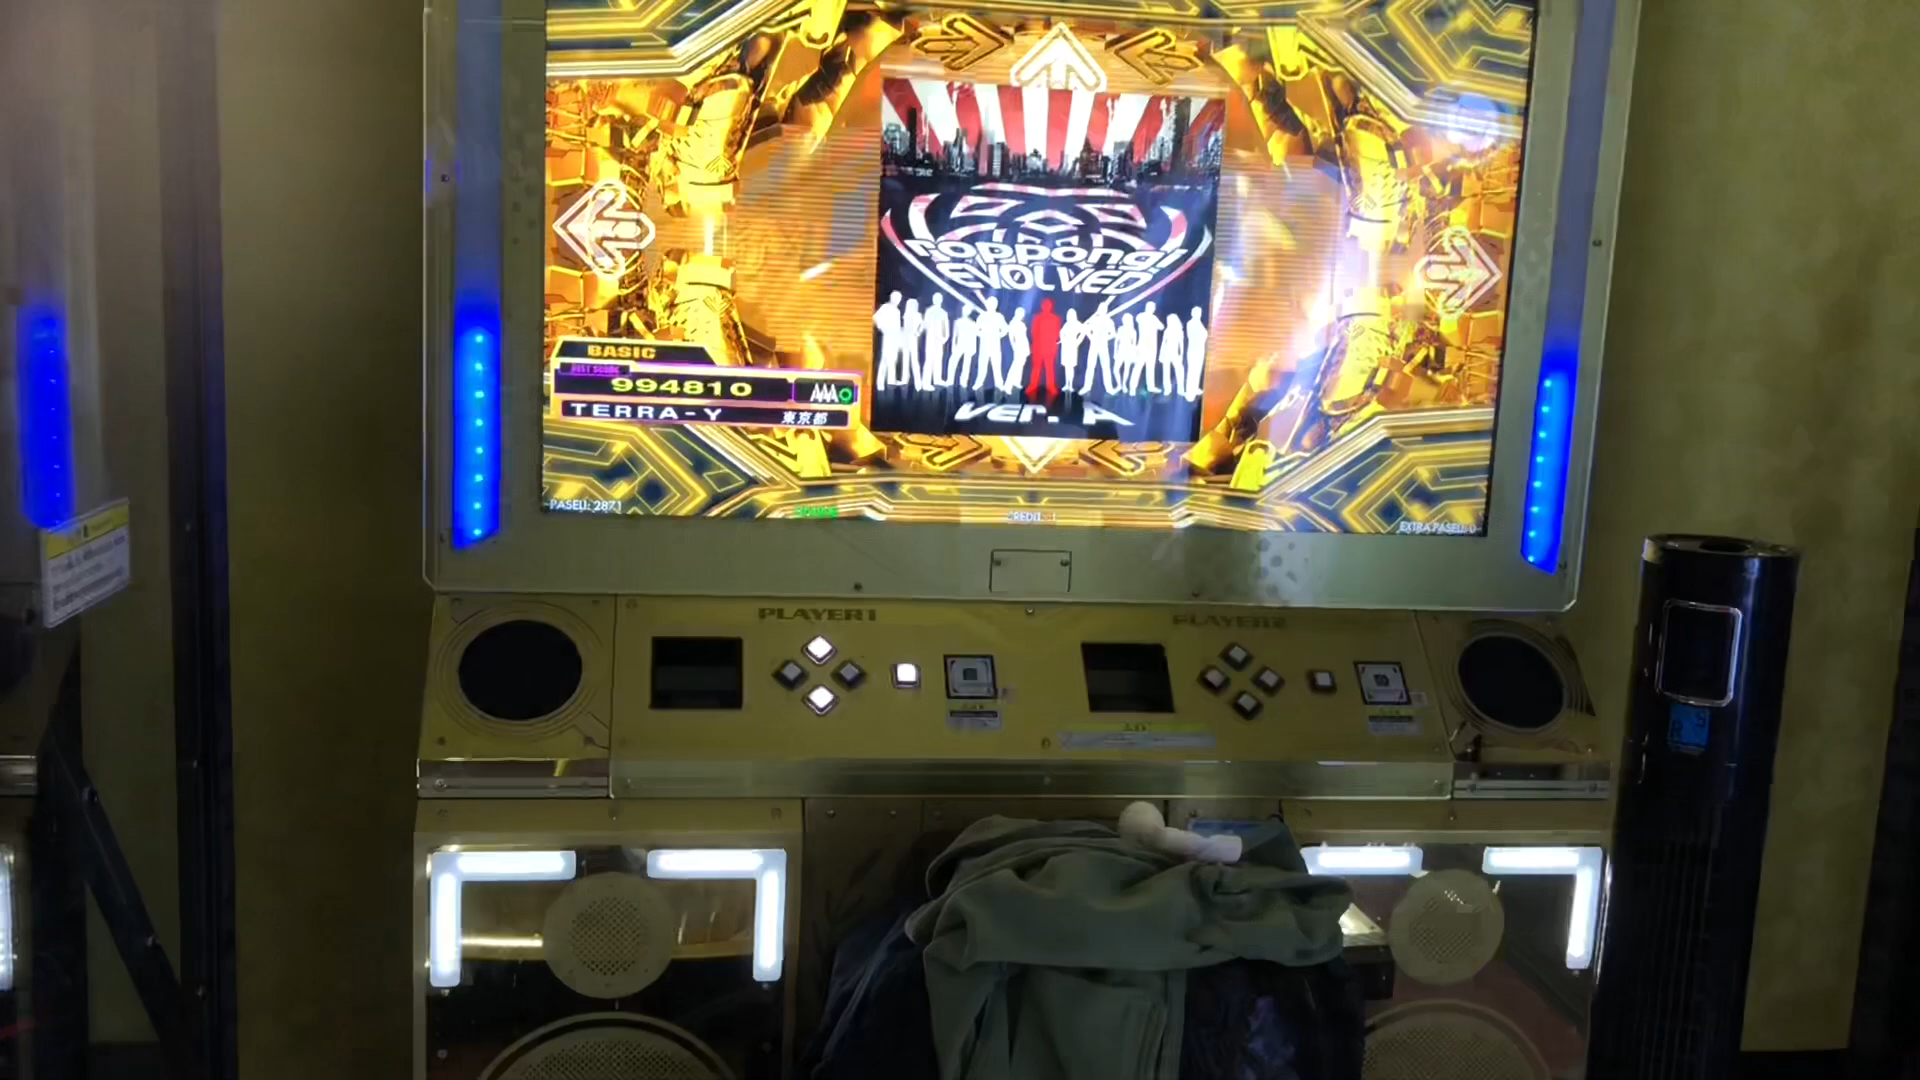 roppongi
EVOLVED
ver. A
BASIC
BEST SCORE
994810 AAA
TERRA-Y 東京都
PASELI: 2871
CREDIT: 1
EXTRA PASELI: 0
PLAYER1
PLAYER2